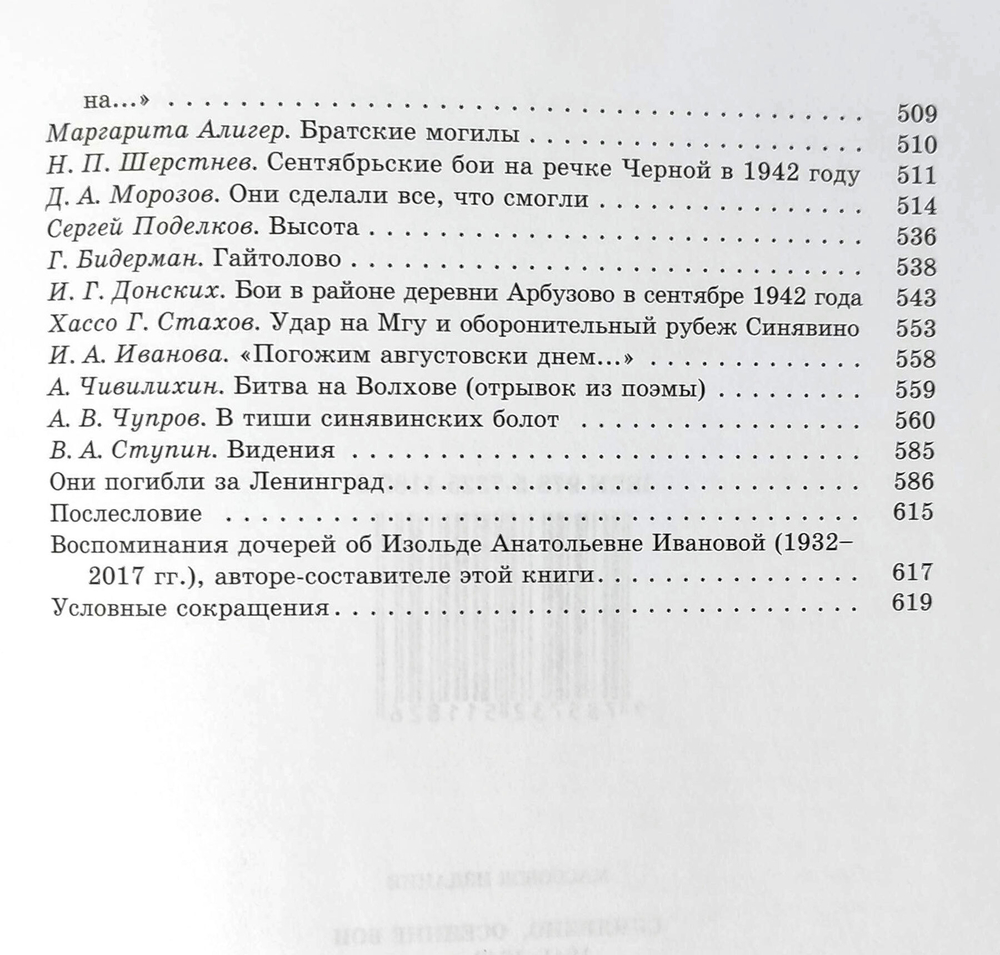 на...» 509
Маргарита Алигер. Братские могилы 510
Н. П. Шерстнев. Сентябрьские бои на речке Черной в 1942 году 511
Д. А. Морозов. Они сделали все, что смогли 514
Сергей Поделков. Высота 536
Г. Бидерман. Гайтолово 538
И. Г. Донских. Бои в районе деревни Арбузово в сентябре 1942 года 543
Хассо Г. Стахов. Удар на Мгу и оборонительный рубеж Синявино 553
И. А. Иванова. «Погожим августовски днем...» 558
А. Чивилихин. Битва на Волхове (отрывок из поэмы) 559
А. В. Чупров. В тиши синявинских болот 560
В. А. Ступин. Видения 585
Они погибли за Ленинград 586
Послесловие 615
Воспоминания дочерей об Изольде Анатольевне Ивановой (1932–
2017 гг.), авторе-составителе этой книги 617
Условные сокращения 619